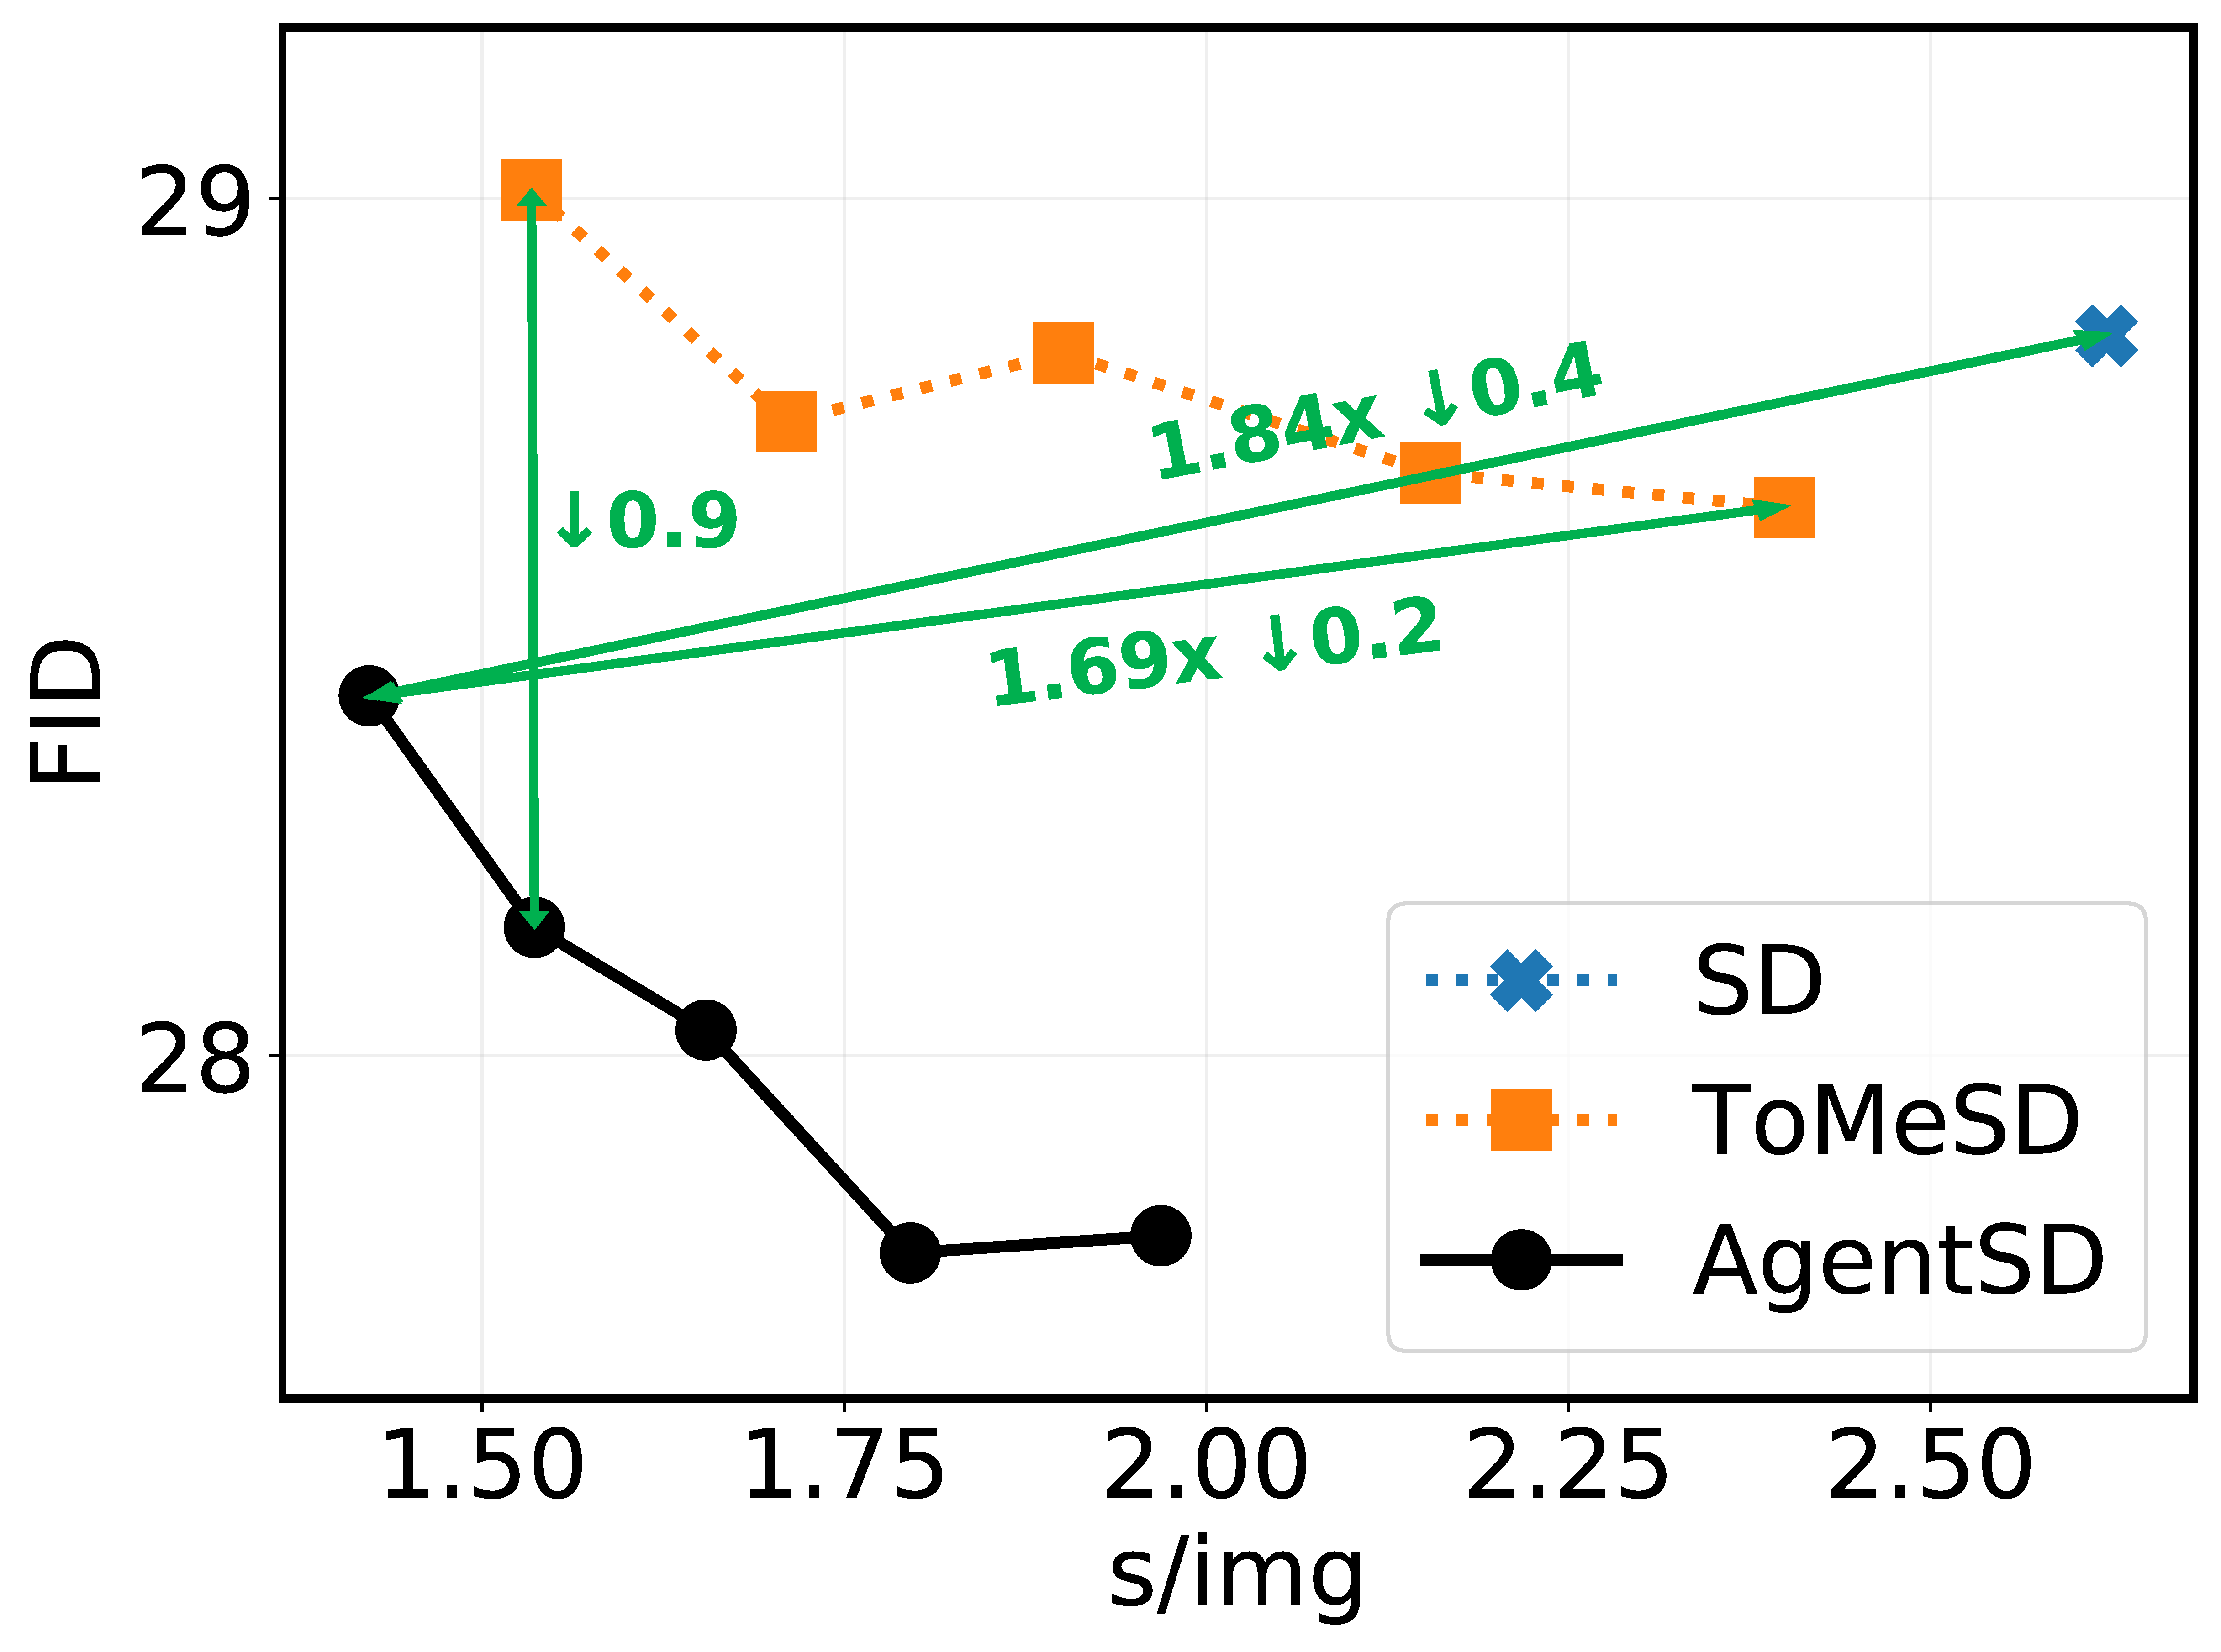 29
28
FID
↓0.9
1.84x ↓0.4
1.69x ↓0.2
SD
ToMeSD
AgentSD
1.50 1.75 2.00 2.25 2.50
s/img